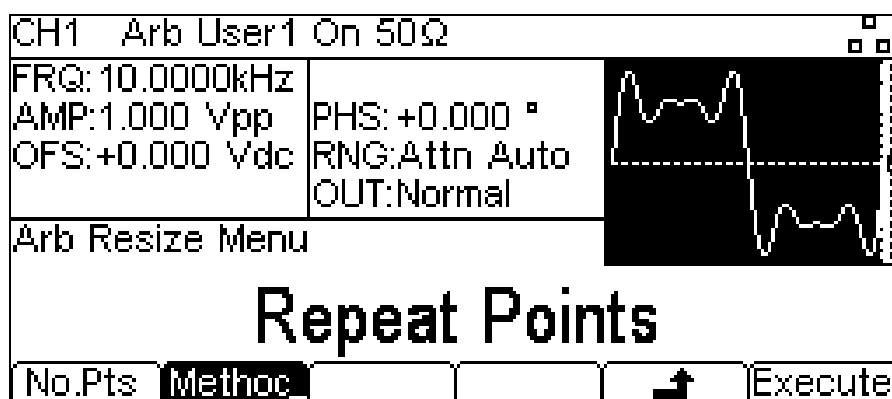 CH1 Arb User1 On 50Ω
FRQ:10.0000kHz
AMP:1.000 Vpp
OFS:+0.000 Vdc
PHS:+0.000 °
RNG:Attn Auto
OUT:Normal
Arb Resize Menu
Repeat Points
No.Pts Methoc Execute